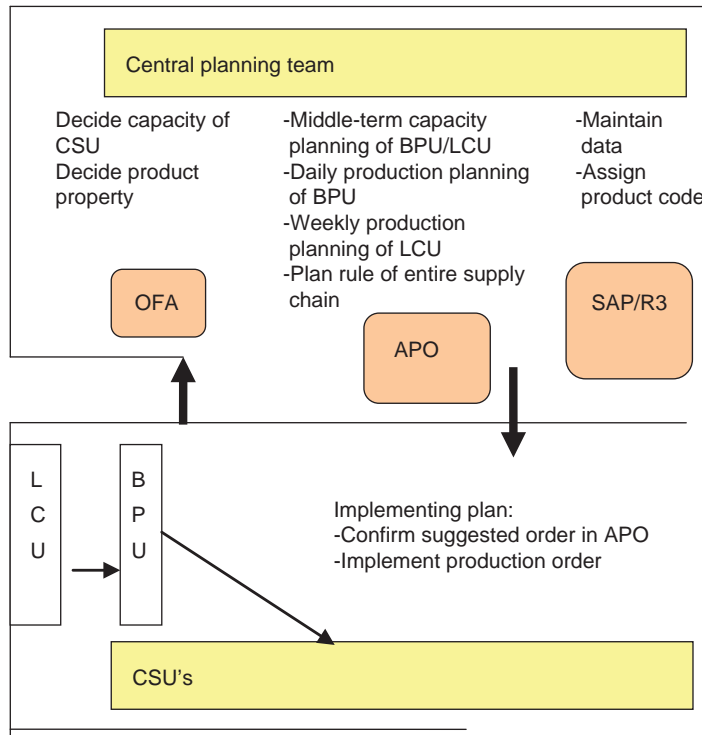 Central planning team
Decide capacity of
CSU
Decide product
property
-Middle-term capacity
planning of BPU/LCU
-Daily production planning
of BPU
-Weekly production
planning of LCU
-Plan rule of entire supply
chain
-Maintain
data
-Assign
product code
OFA
APO
SAP/R3
L
C
U
B
P
U
Implementing plan:
-Confirm suggested order in APO
-Implement production order
CSU's